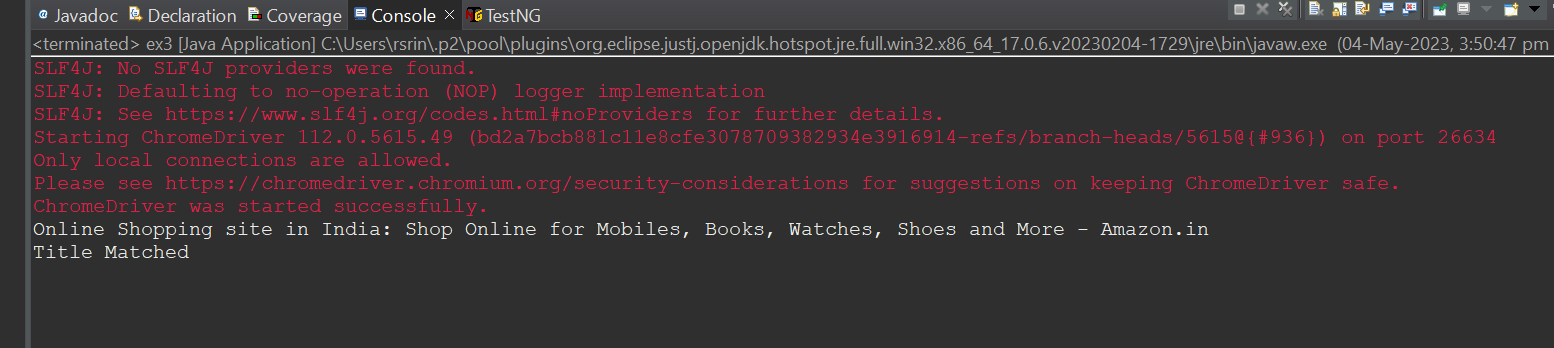 @ Javadoc Declaration Coverage Console × TestNG
<terminated> ex3 [Java Application] C:\Users\rsrin\.p2\pool\plugins\org.eclipse.justj.openjdk.hotspot.jre.full.win32.x86_64_17.0.6.v20230204-1729\jre\bin\javaw.exe (04-May-2023, 3:50:47 pm
SLF4J: No SLF4J providers were found.
SLF4J: Defaulting to no-operation (NOP) logger implementation
SLF4J: See https://www.slf4j.org/codes.html#noProviders for further details.
Starting ChromeDriver 112.0.5615.49 (bd2a7bcb881c11e8cfe3078709382934e3916914-refs/branch-heads/5615@{#936}) on port 26634
Only local connections are allowed.
Please see https://chromedriver.chromium.org/security-considerations for suggestions on keeping ChromeDriver safe.
ChromeDriver was started successfully.
Online Shopping site in India: Shop Online for Mobiles, Books, Watches, Shoes and More - Amazon.in
Title Matched